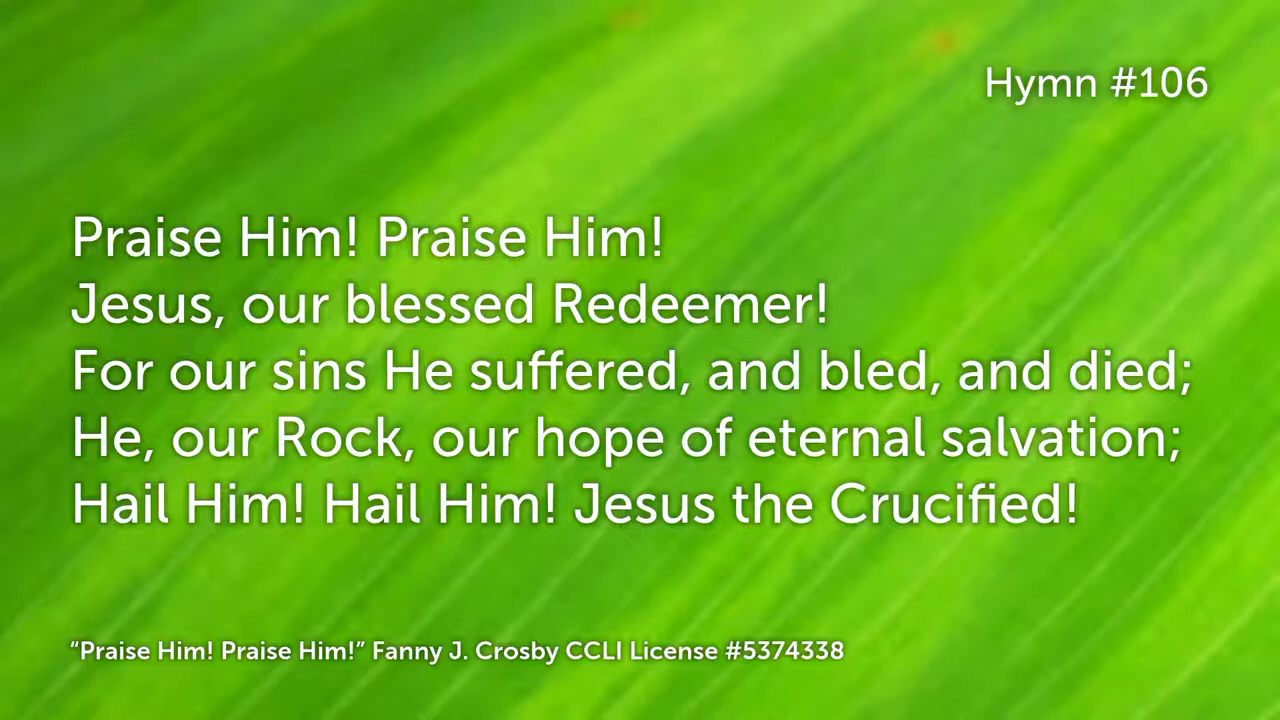 Hymn #106
Praise Him! Praise Him!
Jesus, our blessed Redeemer!
For our sins He suffered, and bled, and died;
He, our Rock, our hope of eternal salvation;
Hail Him! Hail Him! Jesus the Crucified!
“Praise Him! Praise Him!” Fanny J. Crosby CCLI License #5374338